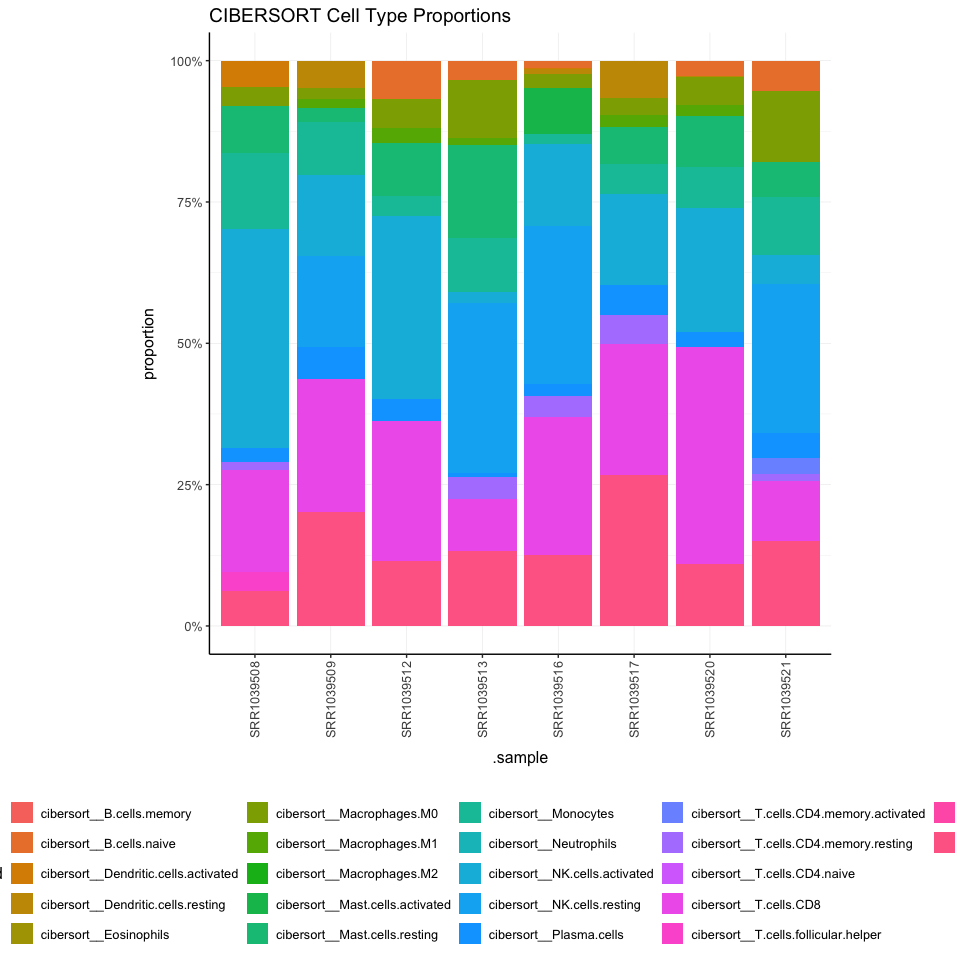 CIBERSORT Cell Type Proportions
100%
75%
50%
25%
0%
proportion
SRR1039508
SRR1039509
SRR1039512
SRR1039513
SRR1039516
SRR1039517
SRR1039520
SRR1039521
.sample
cibersort__B.cells.memory
cibersort__B.cells.naive
cibersort__Dendritic.cells.activated
cibersort__Dendritic.cells.resting
cibersort__Eosinophils
cibersort__Macrophages.M0
cibersort__Macrophages.M1
cibersort__Macrophages.M2
cibersort__Mast.cells.activated
cibersort__Mast.cells.resting
cibersort__Monocytes
cibersort__Neutrophils
cibersort__NK.cells.activated
cibersort__NK.cells.resting
cibersort__Plasma.cells
cibersort__T.cells.CD4.memory.activated
cibersort__T.cells.CD4.memory.resting
cibersort__T.cells.CD4.naive
cibersort__T.cells.CD8
cibersort__T.cells.follicular.helper